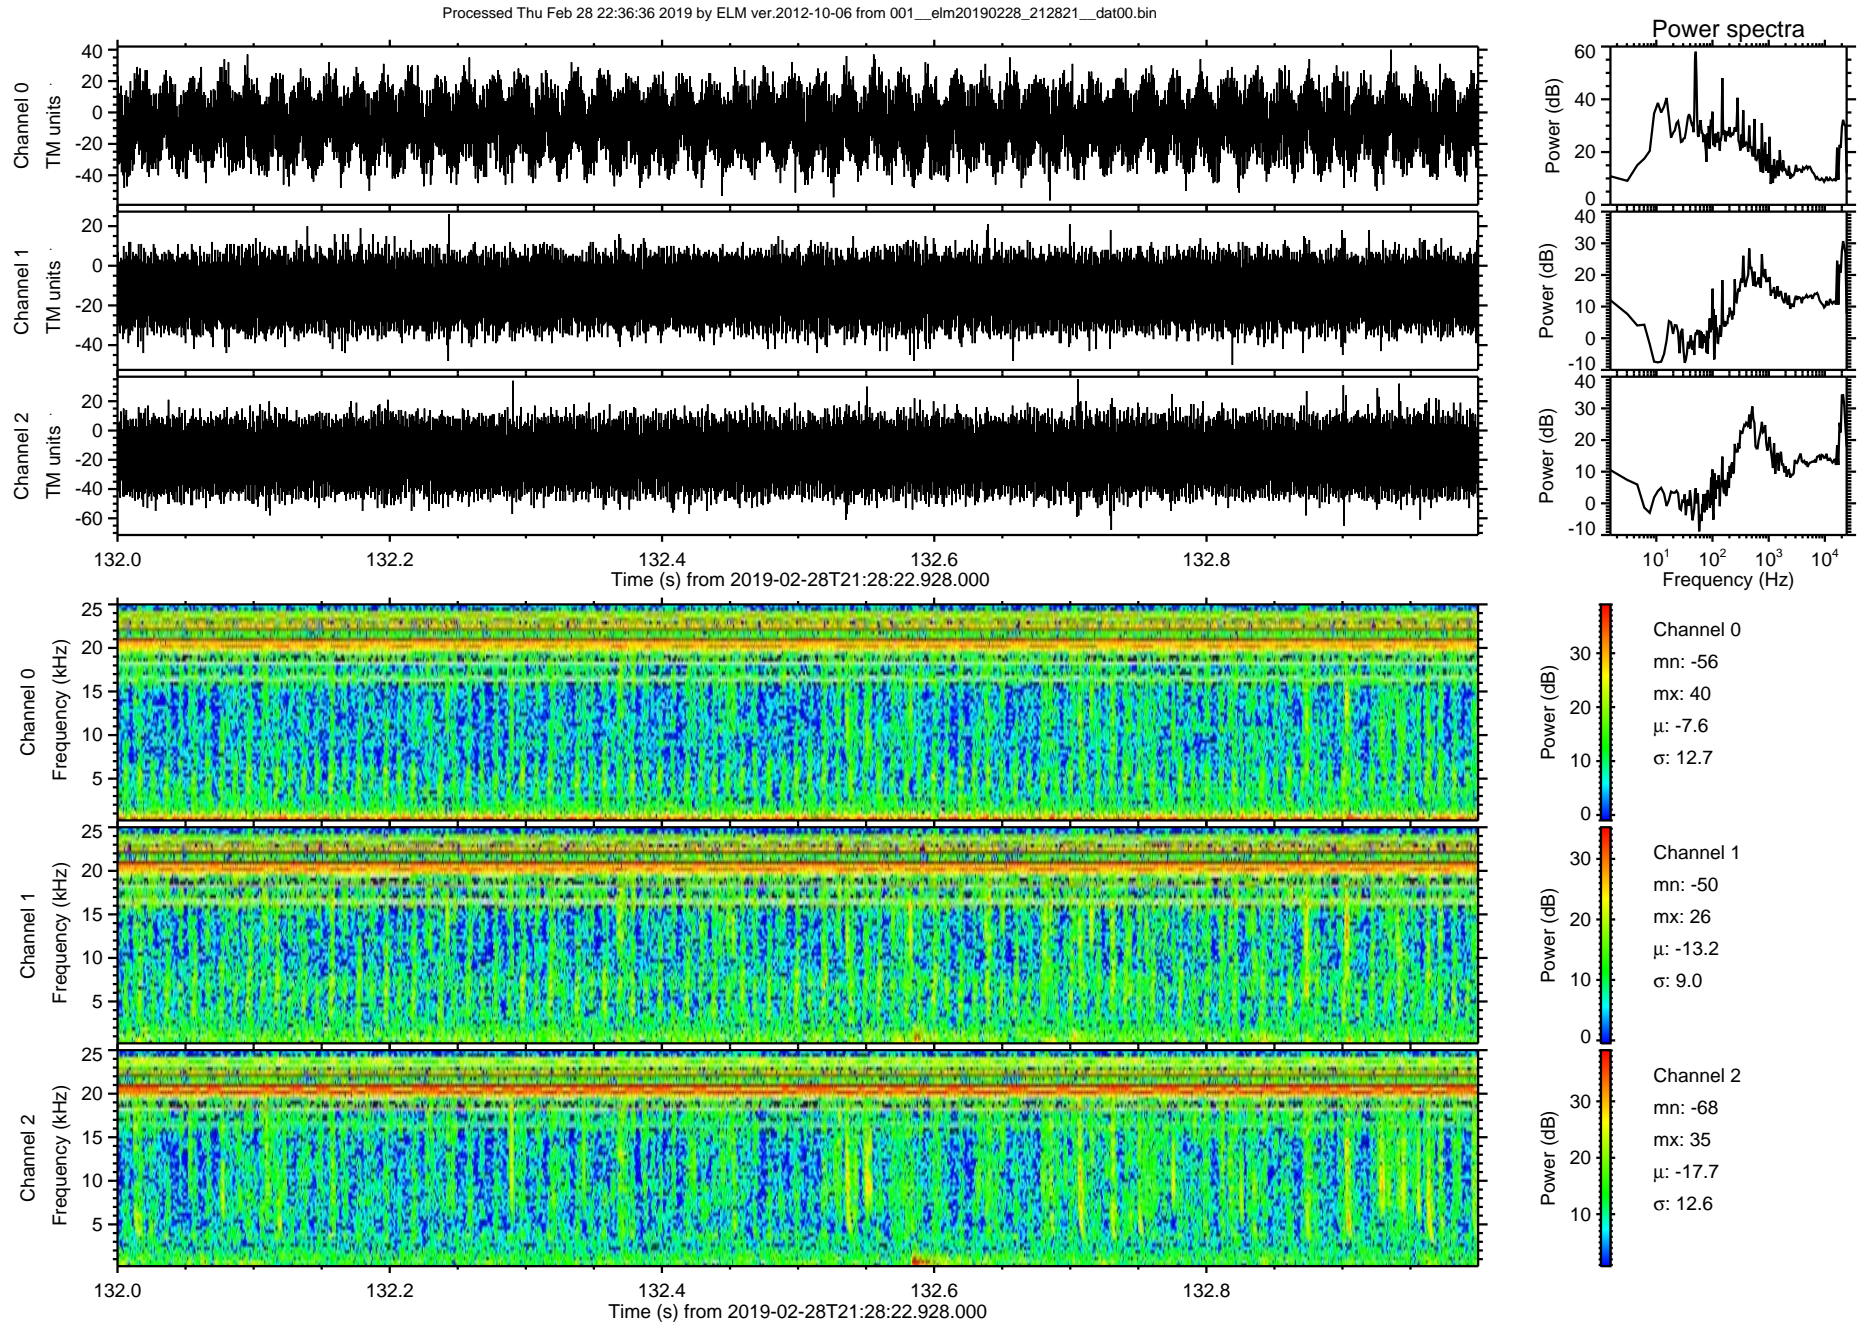 Processed Thu Feb 28 22:36:36 2019 by ELM ver.2012-10-06 from 001__elm20190228_212821__dat00.bin
Power spectra
Channel 0
TM units
40
20
0
-20
-40
Power (dB)
60
40
20
0
Channel 1
TM units
20
0
-20
-40
Power (dB)
40
30
20
10
0
-10
Channel 2
TM units
20
0
-20
-40
-60
Power (dB)
40
30
20
10
0
-10
132.0 132.2 132.4 132.6 132.8
Time (s) from 2019-02-28T21:28:22.928.000
10¹ 10² 10³ 10⁴
Frequency (Hz)
Channel 0
Frequency (kHz)
25
20
15
10
5
Power (dB)
30
20
10
0
Channel 0
mn: -56
mx: 40
µ: -7.6
σ: 12.7
Channel 1
Frequency (kHz)
25
20
15
10
5
Power (dB)
30
20
10
0
Channel 1
mn: -50
mx: 26
µ: -13.2
σ: 9.0
Channel 2
Frequency (kHz)
25
20
15
10
5
Power (dB)
30
20
10
Channel 2
mn: -68
mx: 35
µ: -17.7
σ: 12.6
132.0 132.2 132.4 132.6 132.8
Time (s) from 2019-02-28T21:28:22.928.000